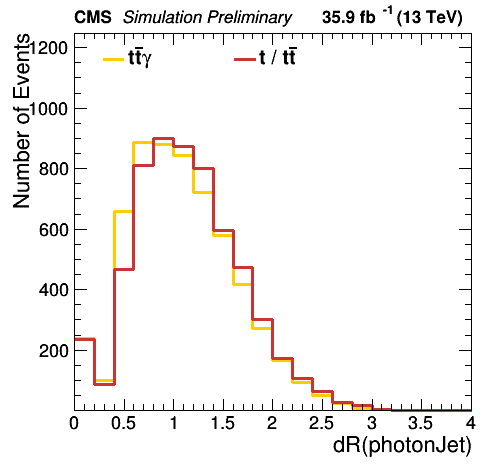 CMS Simulation Preliminary 35.9 fb⁻¹ (13 TeV)
tt̄γ t / tt̄
Number of Events
1200
1000
800
600
400
200
0 0.5 1 1.5 2 2.5 3 3.5 4
dR(photonJet)